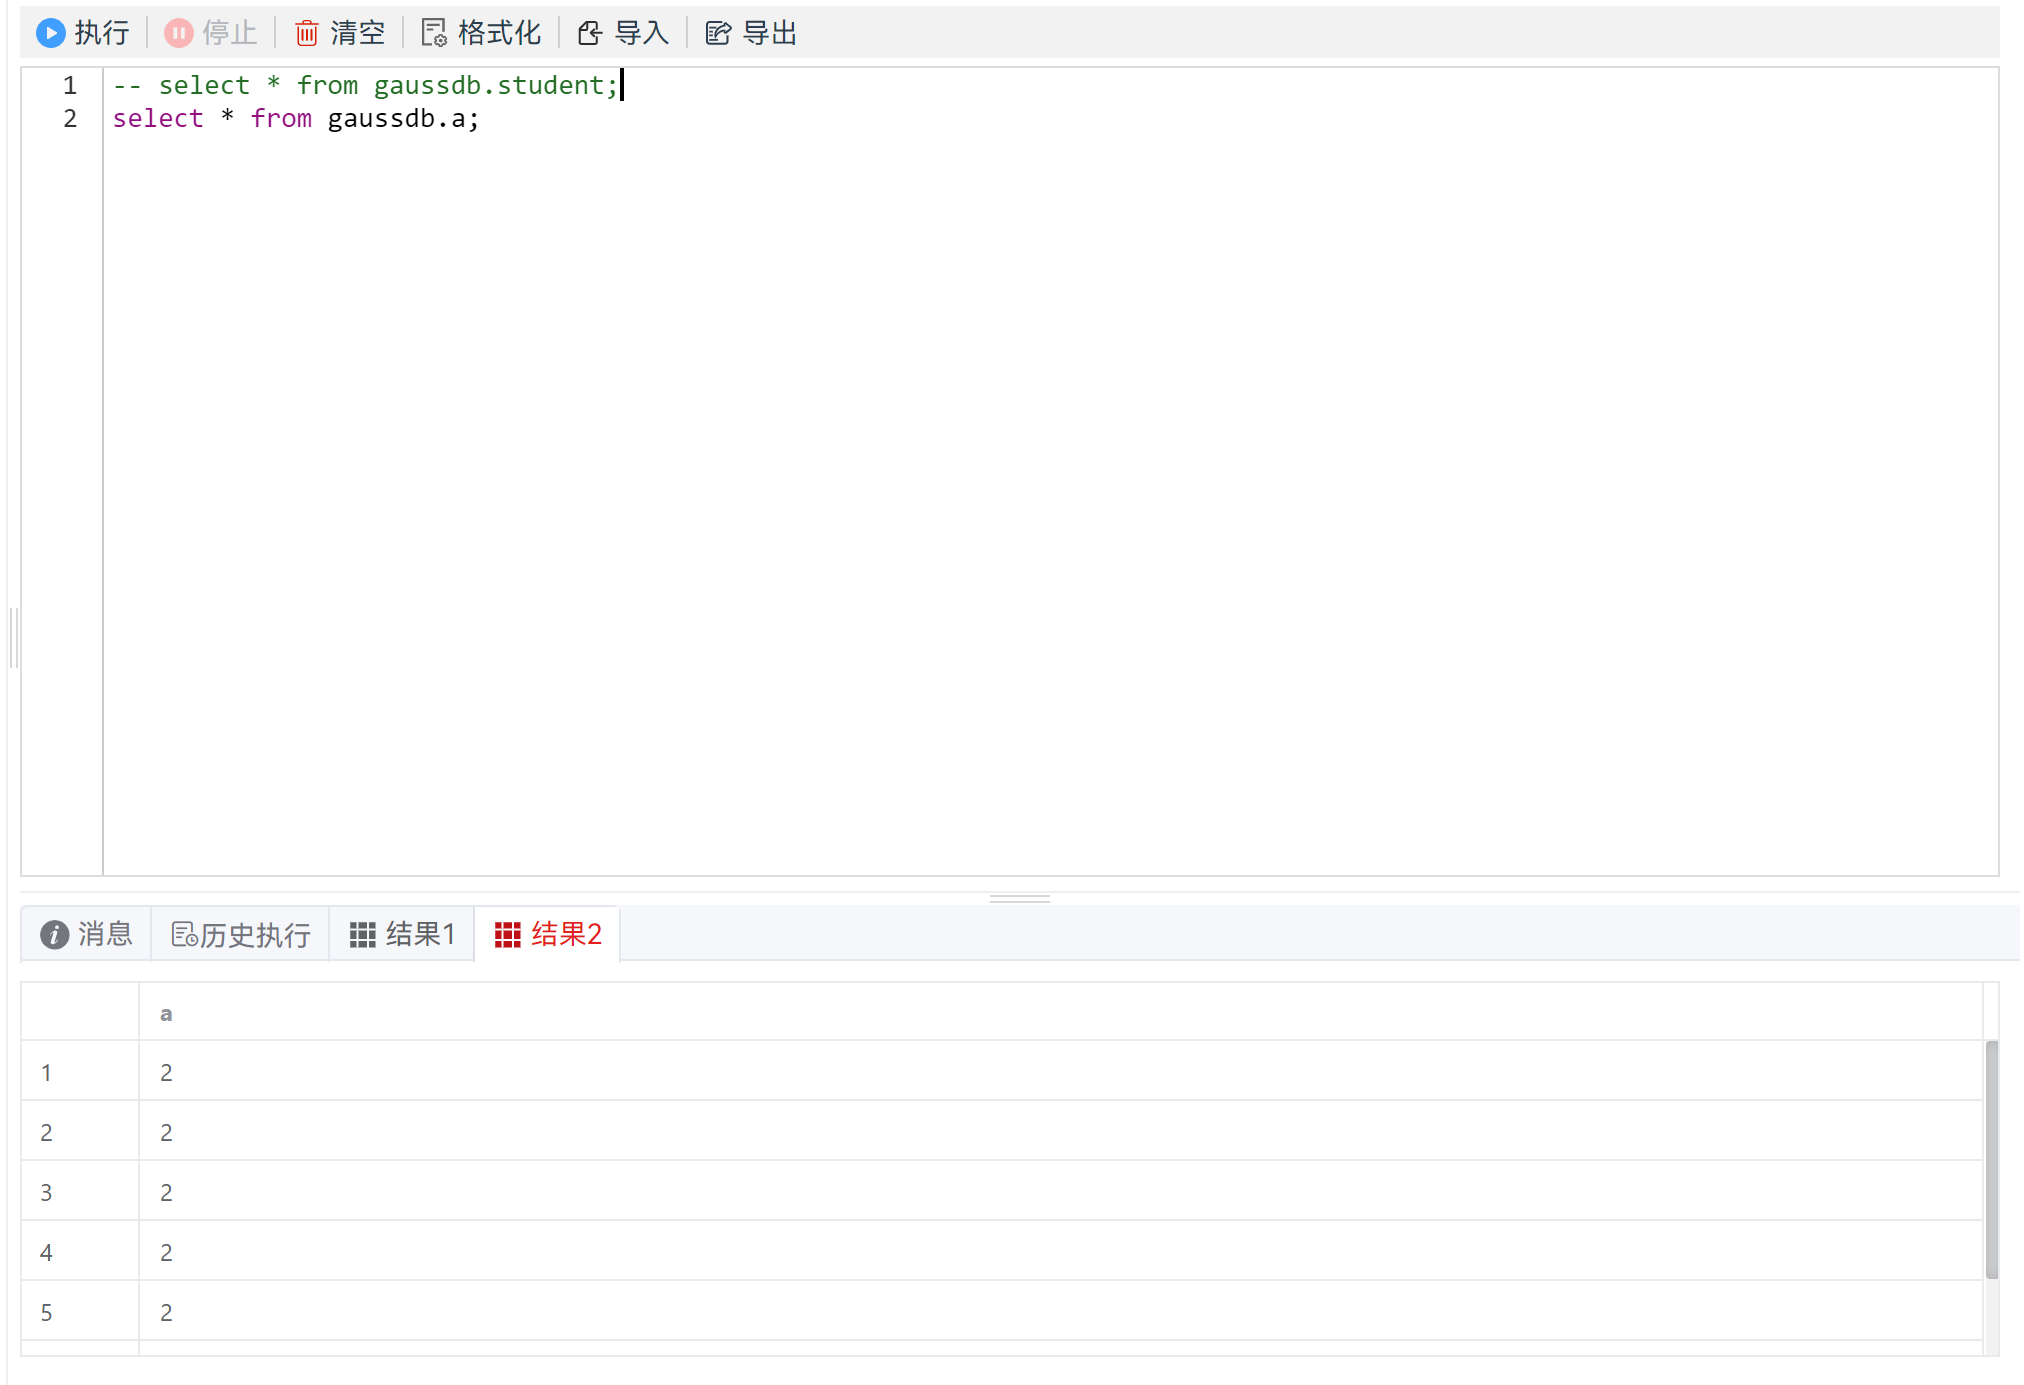 执行 停止 清空 格式化 导入 导出
1 -- select * from gaussdb.student;
2 select * from gaussdb.a;
消息 历史执行 结果1 结果2
a
1 2
2 2
3 2
4 2
5 2